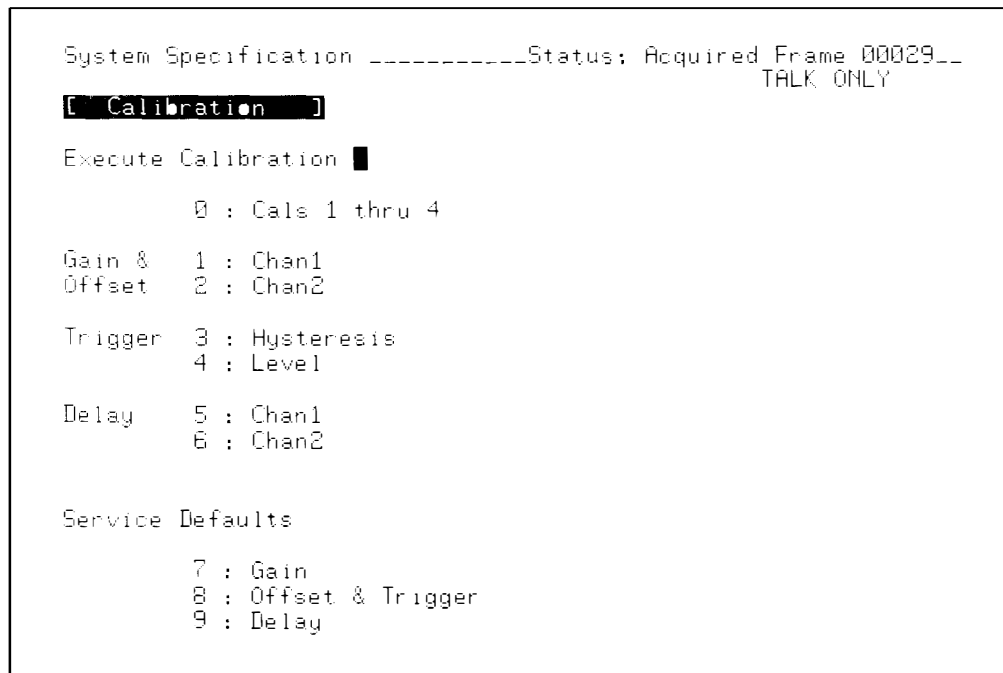 System Specification ___________Status: Acquired Frame 00029__
TALK ONLY
[ Calibration ]
Execute Calibration
0 : Cals 1 thru 4
Gain & 1 : Chan1
Offset 2 : Chan2
Trigger 3 : Hysteresis
4 : Level
Delay 5 : Chan1
6 : Chan2
Service Defaults
7 : Gain
8 : Offset & Trigger
9 : Delay